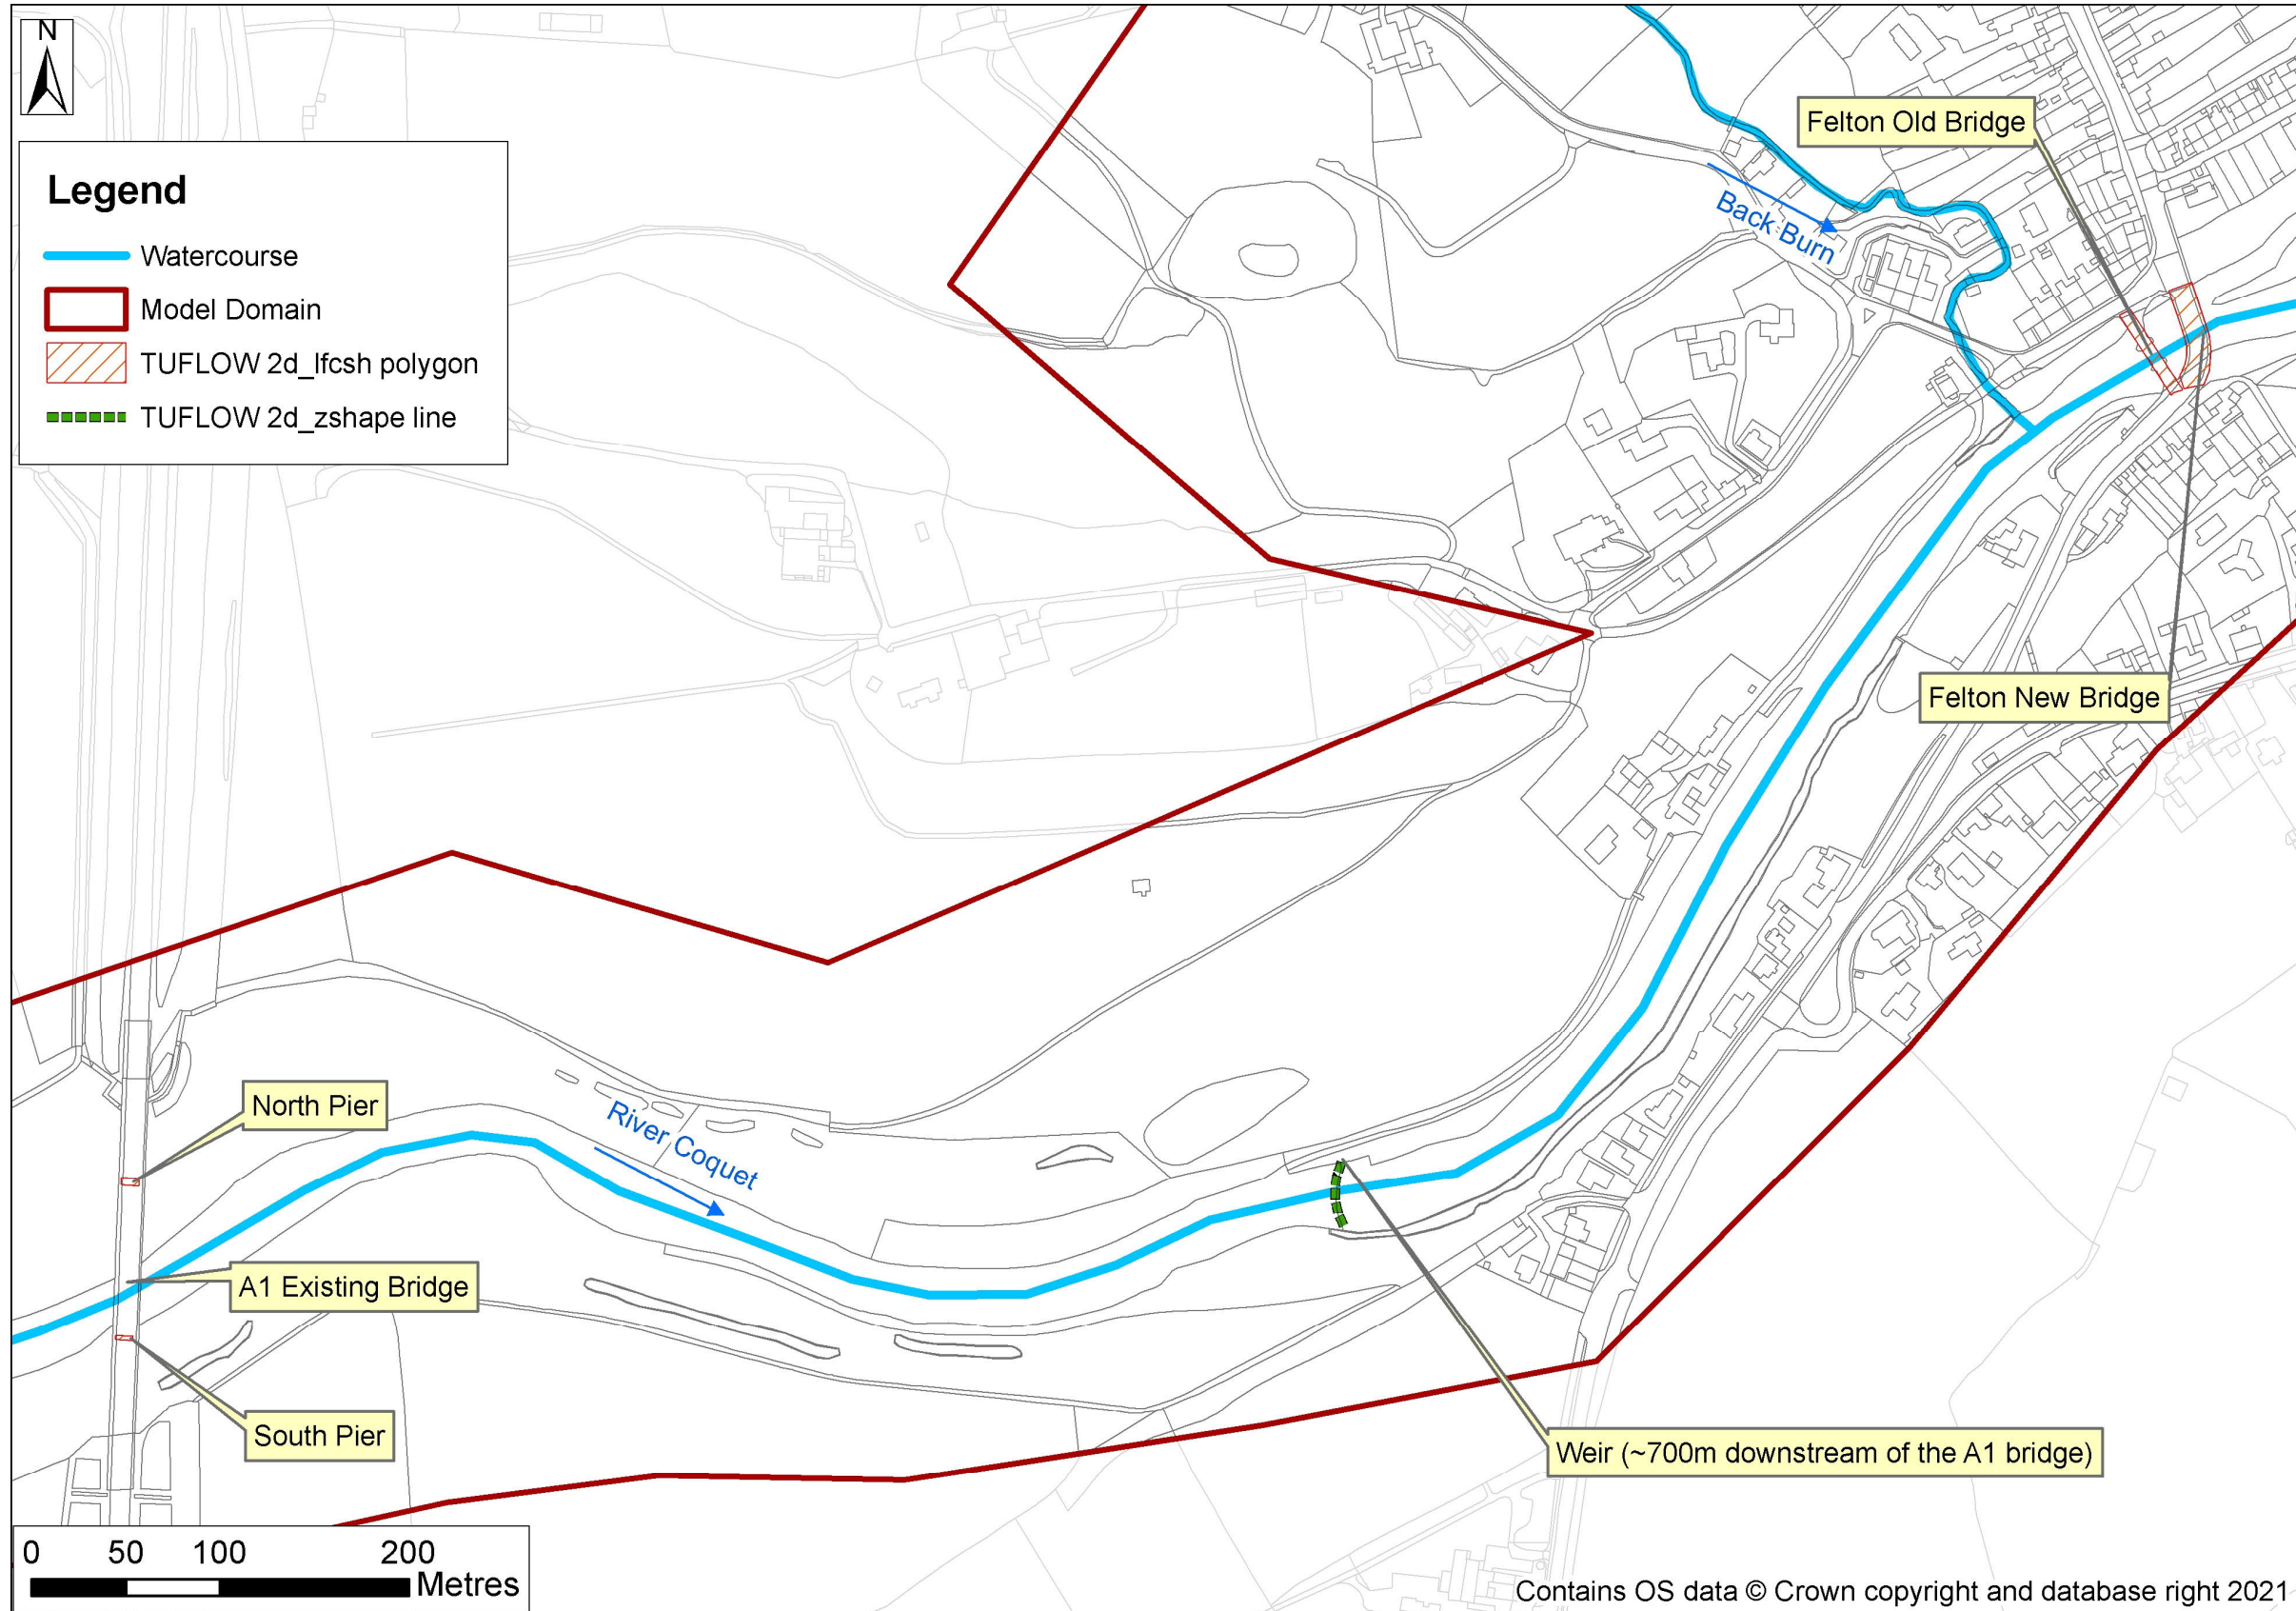 N
Legend
Watercourse
Model Domain
TUFLOW 2d_lfcsh polygon
TUFLOW 2d_zshape line
Felton Old Bridge
Back Burn
Felton New Bridge
North Pier
River Coquet
A1 Existing Bridge
South Pier
Weir (~700m downstream of the A1 bridge)
0 50 100 200
Metres
Contains OS data © Crown copyright and database right 2021